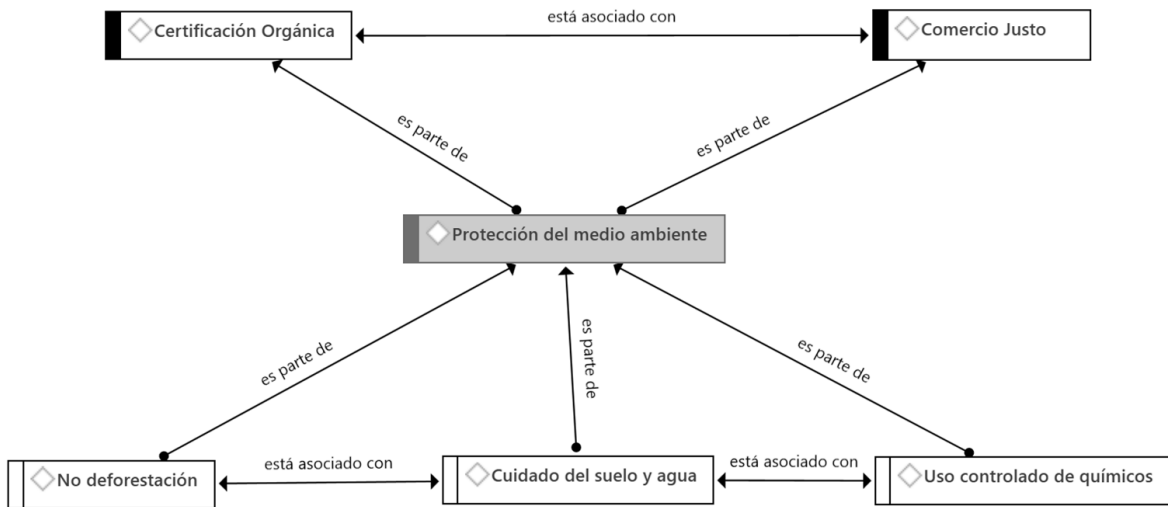 está asociado con
Certificación Orgánica
Comercio Justo
es parte de
es parte de
Protección del medio ambiente
es parte de
es parte de
es parte de
está asociado con
está asociado con
No deforestación
Cuidado del suelo y agua
Uso controlado de químicos